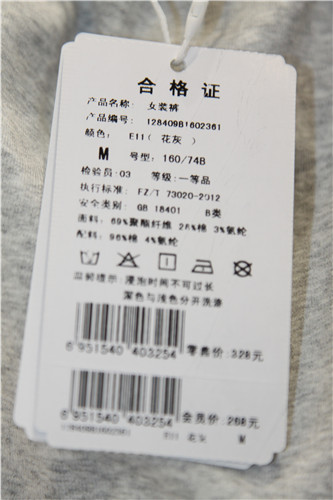 合格证
产品名称: 女装裤
产品编号: 128409B1602361
颜色: E11( 花灰 )
M 号型: 160/74B
检验员:03 等级:一等品
执行标准: FZ/T 73020-2012
安全类别: GB 18401 B类
面料: 69%聚酯纤维 28%棉 3%氨纶
配料: 96%棉 4%氨纶
温馨提示: 浸泡时间不可过长
深色与浅色分开洗涤
6 951540 403254 零售价:328元
6 951540 403254 会员价:268元
128409B1602361 E11 花灰 M